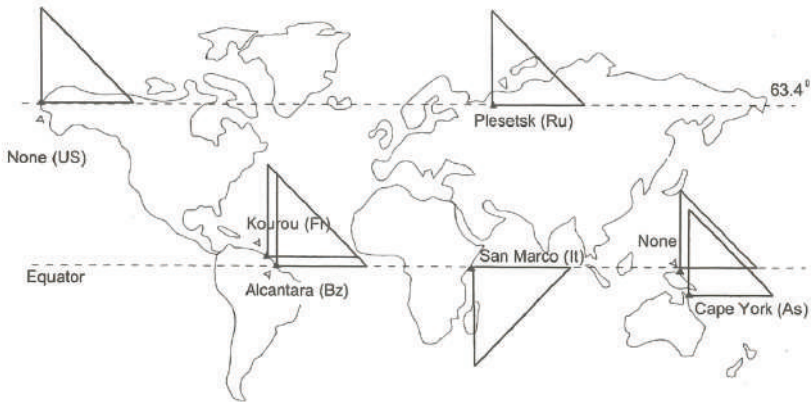 63.4°
Plesetsk (Ru)
None (US)
Kourou (Fr)
San Marco (It)
None
Equator
Alcantara (Bz)
Cape York (As)